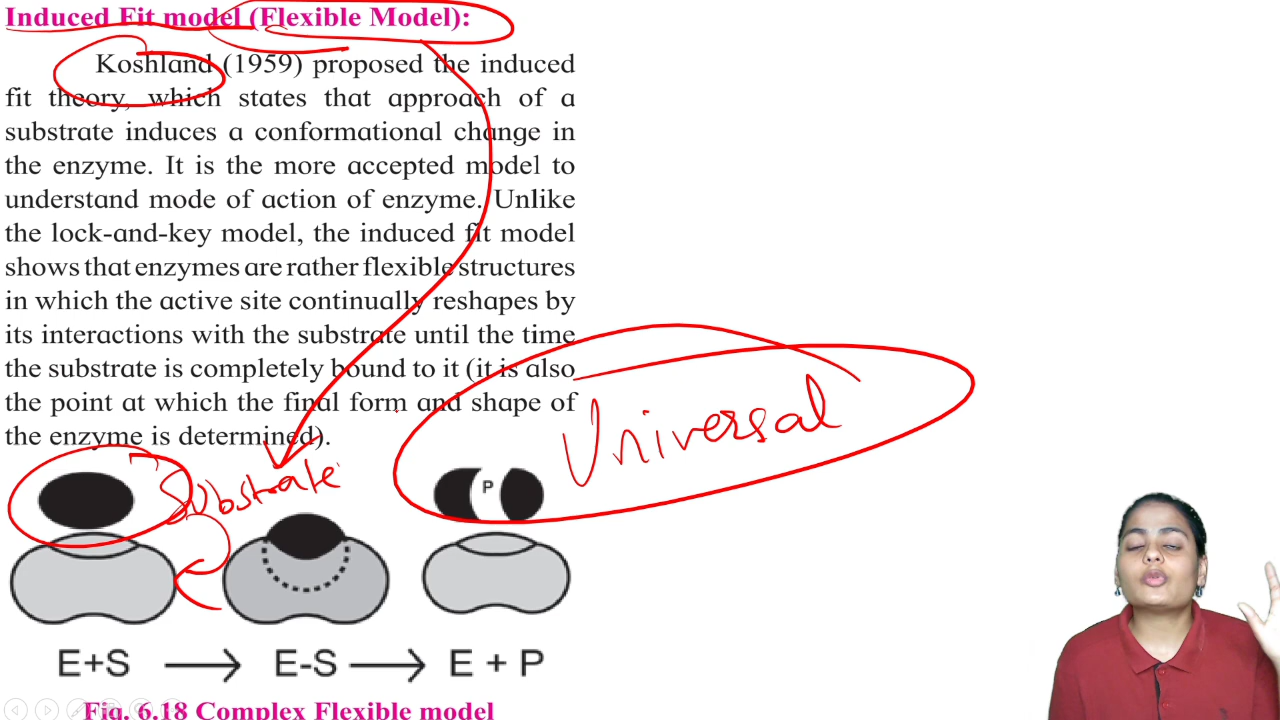 Induced Fit model (Flexible Model):
Koshland (1959) proposed the induced
fit theory, which states that approach of a
substrate induces a conformational change in
the enzyme. It is the more accepted model to
understand mode of action of enzyme. Unlike
the lock-and-key model, the induced fit model
shows that enzymes are rather flexible structures
in which the active site continually reshapes by
its interactions with the substrate until the time
the substrate is completely bound to it (it is also
the point at which the final form and shape of
the enzyme is determined).
Universal
Substrate
P
E+S → E-S → E + P
Fig. 6.18 Complex Flexible model